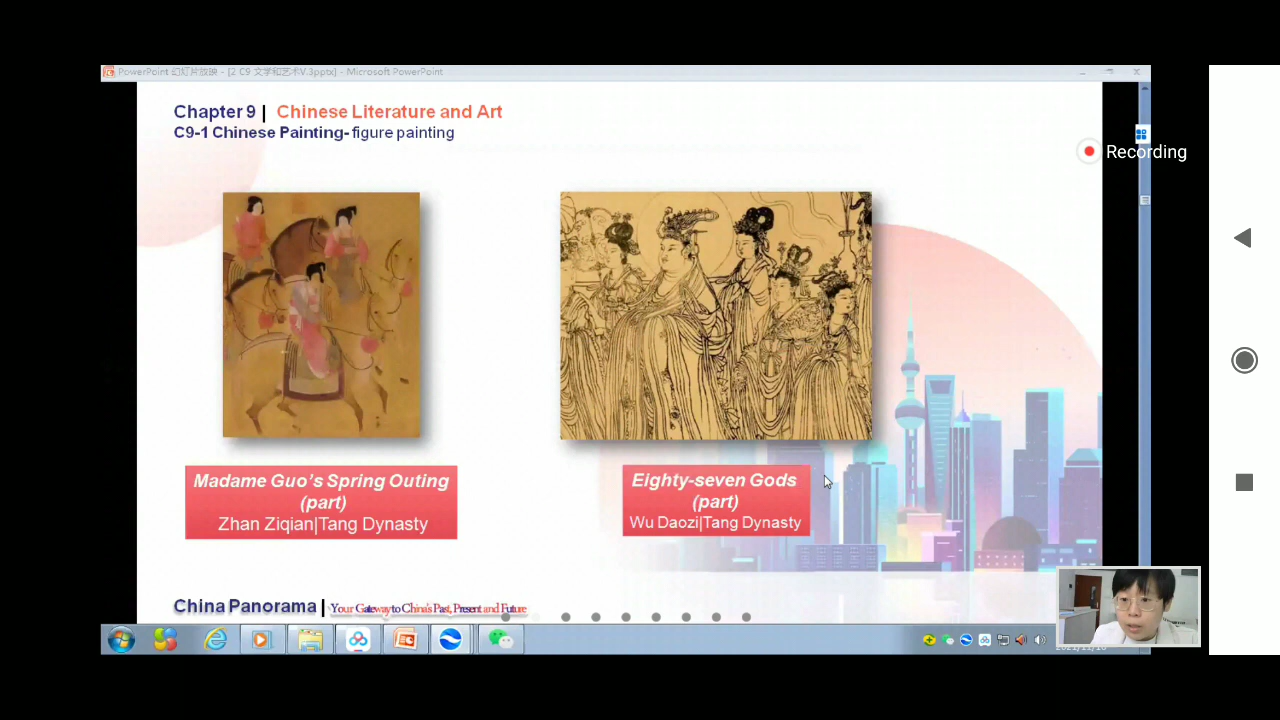 PowerPoint 幻灯片放映 - [2 C9 文学和艺术V.3pptx] - Microsoft PowerPoint
Chapter 9 | Chinese Literature and Art
C9-1 Chinese Painting- figure painting
Recording
Madame Guo's Spring Outing
(part)
Zhan Ziqian|Tang Dynasty
Eighty-seven Gods
(part)
Wu Daozi|Tang Dynasty
China Panorama | Your Gateway to China's Past, Present and Future